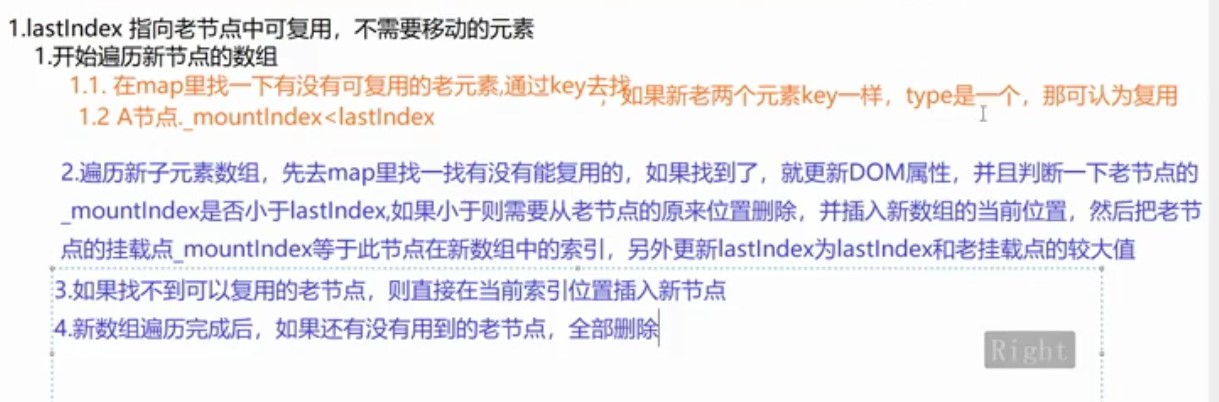 1.lastIndex 指向老节点中可复用，不需要移动的元素
1.开始遍历新节点的数组
1.1. 在map里找一下有没有可复用的老元素,通过key去找，如果新老两个元素key一样，type是一个，那可认为复用
1.2 A节点._mountIndex<lastIndex
2.遍历新子元素数组，先去map里找一找有没有能复用的，如果找到了，就更新DOM属性，并且判断一下老节点的
_mountIndex是否小于lastIndex,如果小于则需要从老节点的原来位置删除，并插入新数组的当前位置，然后把老节
点的挂载点_mountIndex等于此节点在新数组中的索引，另外更新lastIndex为lastIndex和老挂载点的较大值
3.如果找不到可以复用的老节点，则直接在当前索引位置插入新节点
4.新数组遍历完成后，如果还有没有用到的老节点，全部删除
Right